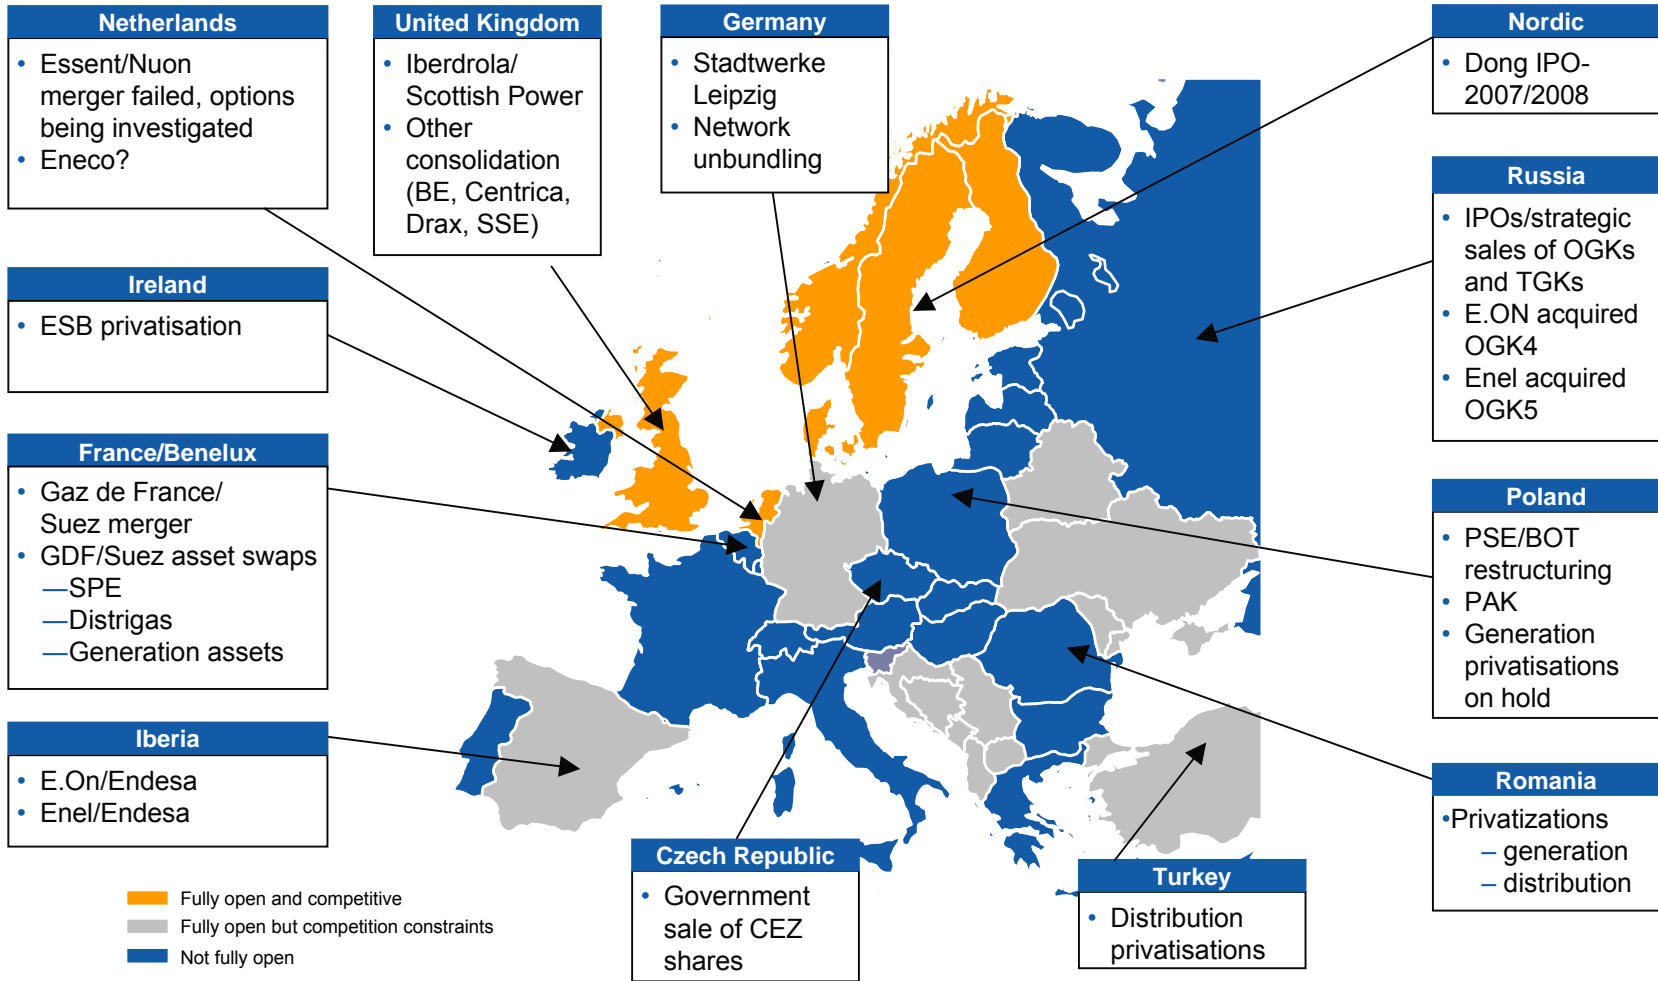 Netherlands
• Essent/Nuon
merger failed, options
being investigated
• Eneco?
United Kingdom
• Iberdrola/
Scottish Power
• Other
consolidation
(BE, Centrica,
Drax, SSE)
Germany
• Stadtwerke
Leipzig
• Network
unbundling
Nordic
• Dong IPO-
2007/2008
Russia
• IPOs/strategic
sales of OGKs
and TGKs
• E.ON acquired
OGK4
• Enel acquired
OGK5
Ireland
• ESB privatisation
France/Benelux
• Gaz de France/
Suez merger
• GDF/Suez asset swaps
—SPE
—Distrigas
—Generation assets
Poland
• PSE/BOT
restructuring
• PAK
• Generation
privatisations
on hold
Iberia
• E.On/Endesa
• Enel/Endesa
Romania
•Privatizations
– generation
– distribution
Czech Republic
• Government
sale of CEZ
shares
Turkey
• Distribution
privatisations
Fully open and competitive
Fully open but competition constraints
Not fully open